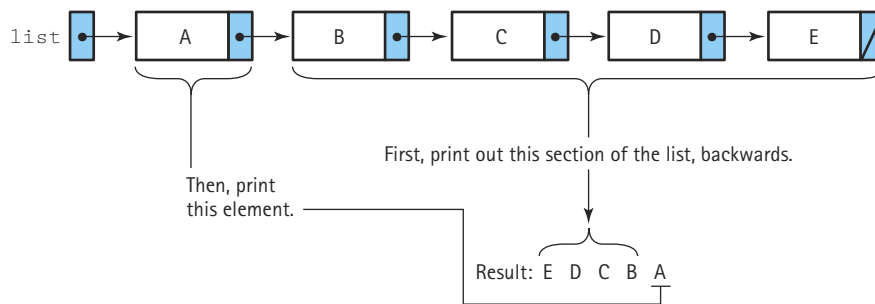 list A B C D E
First, print out this section of the list, backwards.
Then, print
this element.
Result: E D C B A